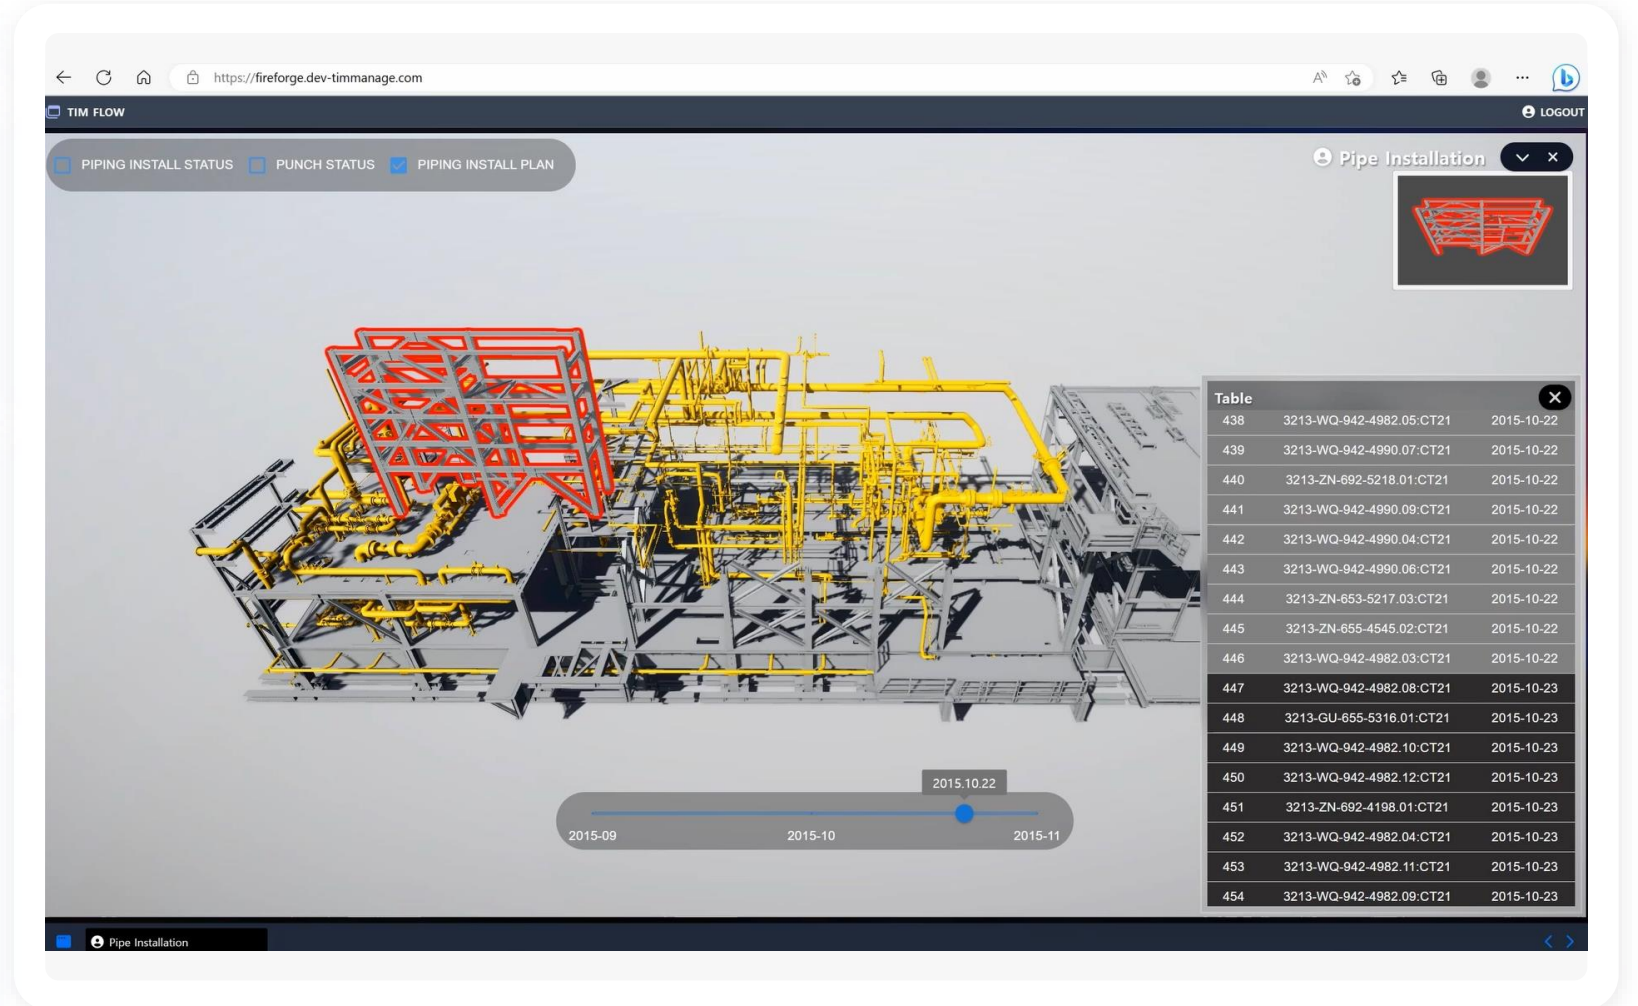 https://fireforge.dev-timmanage.com
TIM FLOW
LOGOUT
PIPING INSTALL STATUS PUNCH STATUS PIPING INSTALL PLAN
Pipe Installation
Table
438 3213-WQ-942-4982.05:CT21 2015-10-22
439 3213-WQ-942-4990.07:CT21 2015-10-22
440 3213-ZN-692-5218.01:CT21 2015-10-22
441 3213-WQ-942-4990.09:CT21 2015-10-22
442 3213-WQ-942-4990.04:CT21 2015-10-22
443 3213-WQ-942-4990.06:CT21 2015-10-22
444 3213-ZN-653-5217.03:CT21 2015-10-22
445 3213-ZN-655-4545.02:CT21 2015-10-22
446 3213-WQ-942-4982.03:CT21 2015-10-22
447 3213-WQ-942-4982.08:CT21 2015-10-23
448 3213-GU-655-5316.01:CT21 2015-10-23
449 3213-WQ-942-4982.10:CT21 2015-10-23
450 3213-WQ-942-4982.12:CT21 2015-10-23
451 3213-ZN-692-4198.01:CT21 2015-10-23
452 3213-WQ-942-4982.04:CT21 2015-10-23
453 3213-WQ-942-4982.11:CT21 2015-10-23
454 3213-WQ-942-4982.09:CT21 2015-10-23
2015.10.22
2015-09 2015-10 2015-11
Pipe Installation